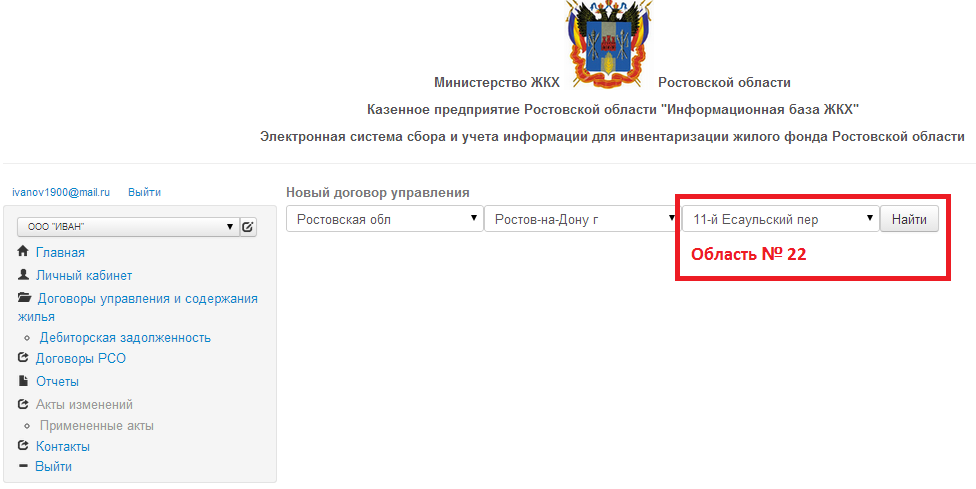 Министерство ЖКХ Ростовской области
Казенное предприятие Ростовской области "Информационная база ЖКХ"
Электронная система сбора и учета информации для инвентаризации жилого фонда Ростовской области
ivanov1900@mail.ru Выйти
ООО "ИВАН"
Главная
Личный кабинет
Договоры управления и содержания
жилья
Дебиторская задолженность
Договоры РСО
Отчеты
Акты изменений
Примененные акты
Контакты
Выйти
Новый договор управления
Ростовская обл Ростов-на-Дону г 11-й Есаульский пер Найти
Область № 22